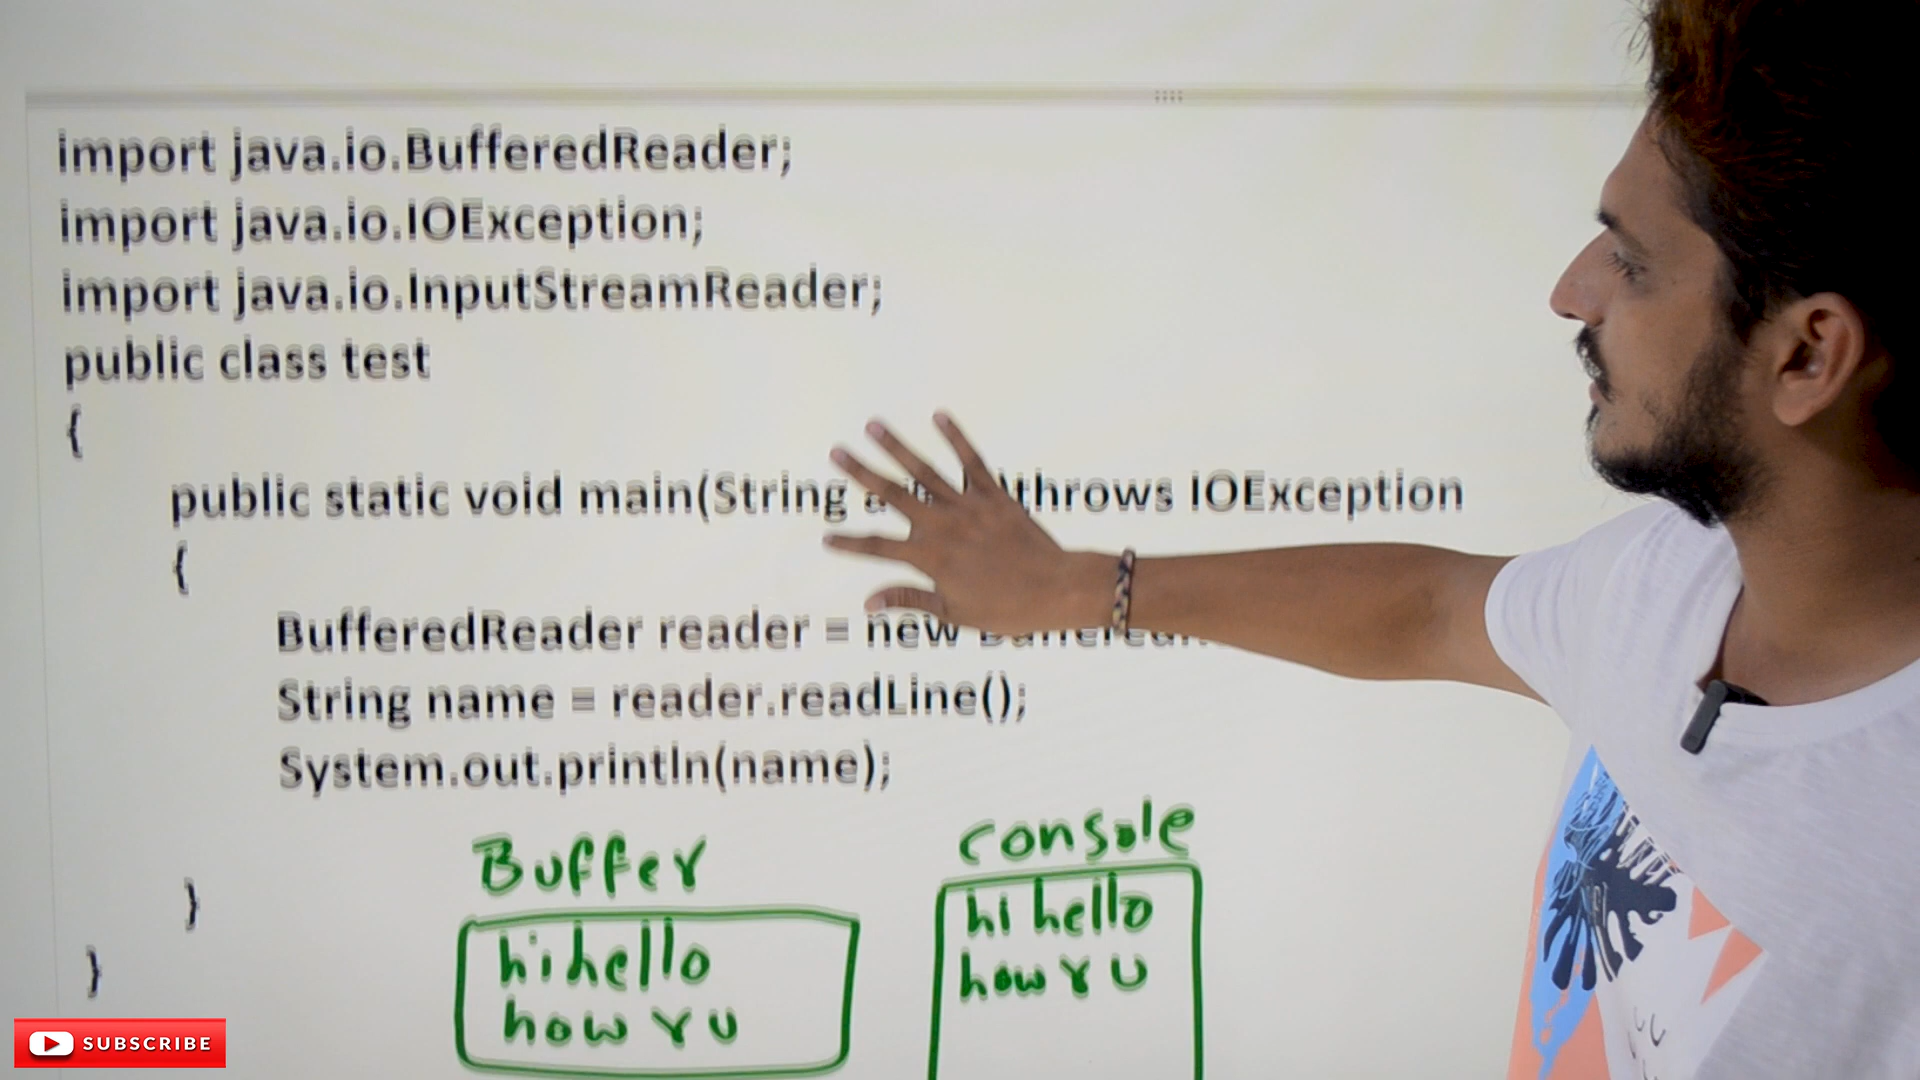 import java.io.BufferedReader;
import java.io.IOException;
import java.io.InputStreamReader;
public class test
{
public static void main(String throws IOException
{
BufferedReader reader = new
String name = reader.readLine();
System.out.println(name);
}
}
Buffer
hi hello
how r u
console
hi hello
how r u
SUBSCRIBE